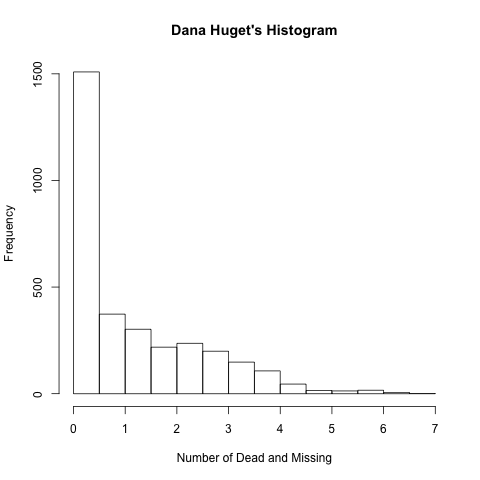 Dana Huget's Histogram
Frequency
1500
1000
500
0
0 1 2 3 4 5 6 7
Number of Dead and Missing